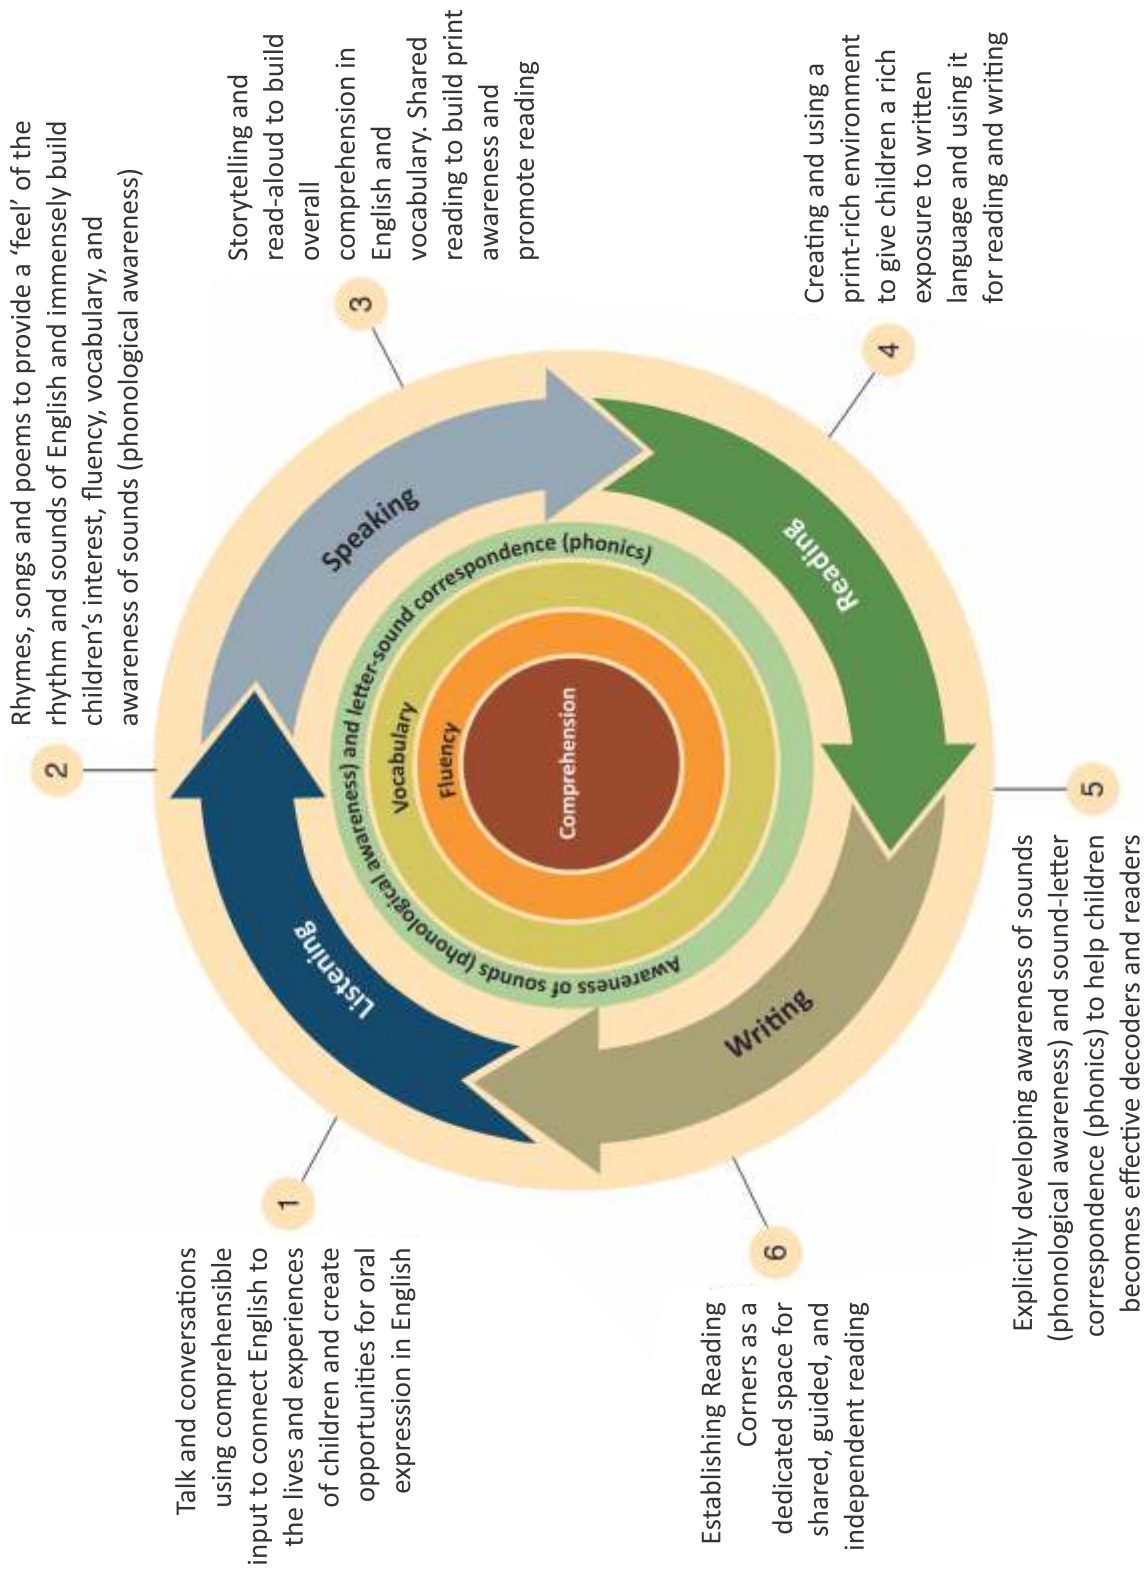 1
Talk and conversations
using comprehensible
input to connect English to
the lives and experiences
of children and create
opportunities for oral
expression in English
2
Rhymes, songs and poems to provide a ‘feel’ of the
rhythm and sounds of English and immensely build
children’s interest, fluency, vocabulary, and
awareness of sounds (phonological awareness)
3
Storytelling and
read-aloud to build
overall
comprehension in
English and
vocabulary. Shared
reading to build print
awareness and
promote reading
4
Creating and using a
print-rich environment
to give children a rich
exposure to written
language and using it
for reading and writing
5
Explicitly developing awareness of sounds
(phonological awareness) and sound-letter
correspondence (phonics) to help children
becomes effective decoders and readers
6
Establishing Reading
Corners as a
dedicated space for
shared, guided, and
independent reading
Listening
Speaking
Reading
Writing
Awareness of sounds (phonological awareness) and letter-sound correspondence (phonics)
Vocabulary
Fluency
Comprehension